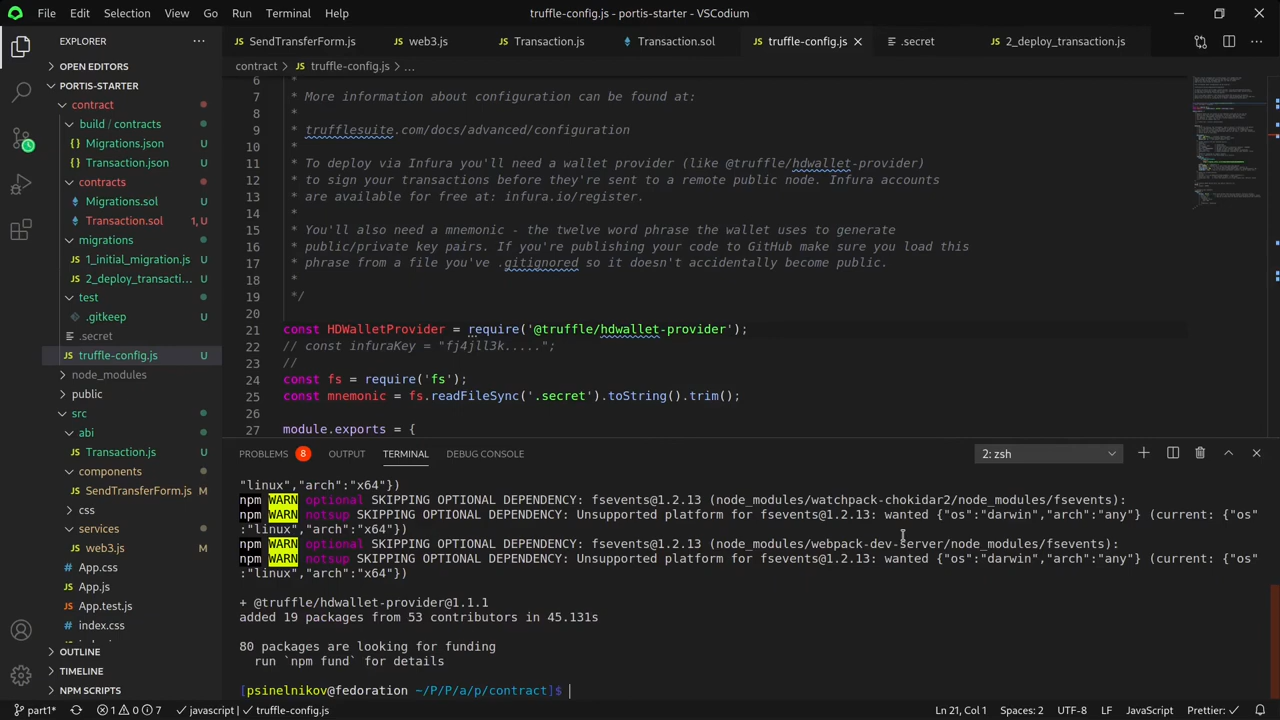 File Edit Selection View Go Run Terminal Help
truffle-config.js - portis-starter - VSCodium
EXPLORER
OPEN EDITORS
PORTIS-STARTER
contract
build / contracts
Migrations.json U
Transaction.json U
contracts
Migrations.sol U
Transaction.sol 1, U
migrations
1_initial_migration.js U
2_deploy_transacti... U
test
.gitkeep U
.secret
truffle-config.js U
node_modules
public
src
abi
Transaction.js U
components
SendTransferForm.js M
css
services
web3.js M
App.css
App.js
App.test.js
index.css
OUTLINE
TIMELINE
NPM SCRIPTS
SendTransferForm.js web3.js Transaction.js Transaction.sol truffle-config.js .secret 2_deploy_transaction.js
contract > truffle-config.js > ...
6 *
7 * More information about configuration can be found at:
8 *
9 * trufflesuite.com/docs/advanced/configuration
10 *
11 * To deploy via Infura you'll need a wallet provider (like @truffle/hdwallet-provider)
12 * to sign your transactions before they're sent to a remote public node. Infura accounts
13 * are available for free at: infura.io/register.
14 *
15 * You'll also need a mnemonic - the twelve word phrase the wallet uses to generate
16 * public/private key pairs. If you're publishing your code to GitHub make sure you load this
17 * phrase from a file you've .gitignored so it doesn't accidentally become public.
18 *
19 */
20
21 const HDWalletProvider = require('@truffle/hdwallet-provider');
22 // const infuraKey = "fj4jll3k.....";
23 //
24 const fs = require('fs');
25 const mnemonic = fs.readFileSync('.secret').toString().trim();
26
27 module.exports = {
PROBLEMS 8 OUTPUT TERMINAL DEBUG CONSOLE 2: zsh
"linux","arch":"x64"})
npm WARN optional SKIPPING OPTIONAL DEPENDENCY: fsevents@1.2.13 (node_modules/watchpack-chokidar2/node_modules/fsevents):
npm WARN notsup SKIPPING OPTIONAL DEPENDENCY: Unsupported platform for fsevents@1.2.13: wanted {"os":"darwin","arch":"any"} (current: {"os"
:"linux","arch":"x64"})
npm WARN optional SKIPPING OPTIONAL DEPENDENCY: fsevents@1.2.13 (node_modules/webpack-dev-server/node_modules/fsevents):
npm WARN notsup SKIPPING OPTIONAL DEPENDENCY: Unsupported platform for fsevents@1.2.13: wanted {"os":"darwin","arch":"any"} (current: {"os"
:"linux","arch":"x64"})
+ @truffle/hdwallet-provider@1.1.1
added 19 packages from 53 contributors in 45.131s
80 packages are looking for funding
run `npm fund` for details
[psinelnikov@fedoration ~/P/P/a/p/contract]$
part1* 1 0 7 javascript | truffle-config.js Ln 21, Col 1 Spaces: 2 UTF-8 LF JavaScript Prettier: